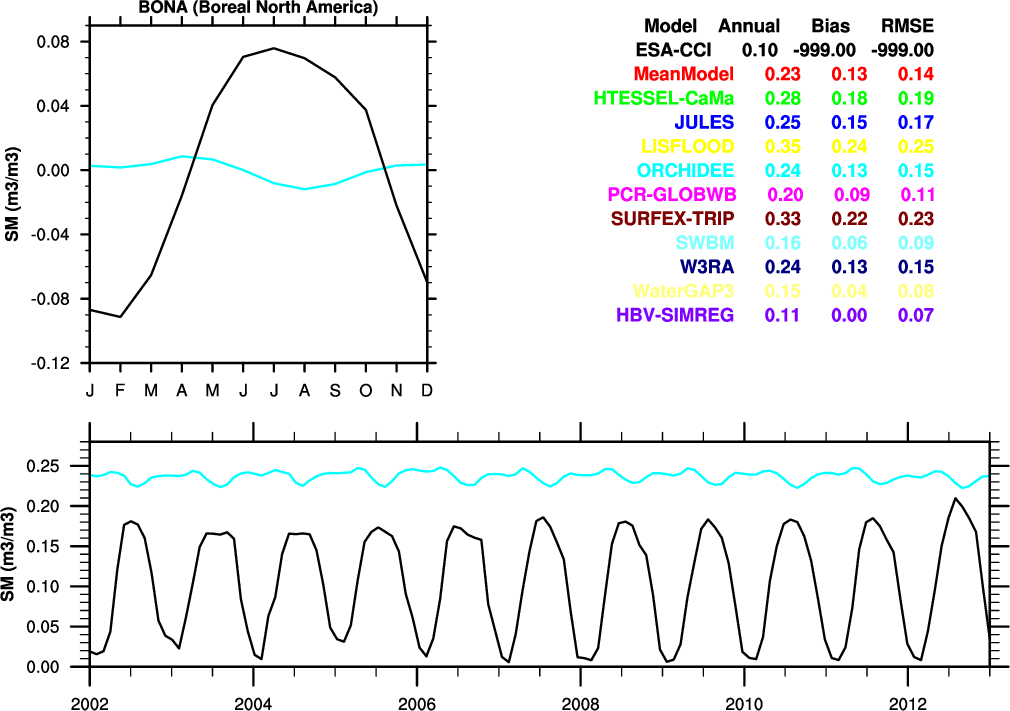 BONA (Boreal North America)
SM (m3/m3)
0.08
0.04
0.00
-0.04
-0.08
-0.12
J F M A M J J A S O N D
Model Annual Bias RMSE
ESA-CCI 0.10 -999.00 -999.00
MeanModel 0.23 0.13 0.14
HTESSEL-CaMa 0.28 0.18 0.19
JULES 0.25 0.15 0.17
LISFLOOD 0.35 0.24 0.25
ORCHIDEE 0.24 0.13 0.15
PCR-GLOBWB 0.20 0.09 0.11
SURFEX-TRIP 0.33 0.22 0.23
SWBM 0.16 0.06 0.09
W3RA 0.24 0.13 0.15
WaterGAP3 0.15 0.04 0.08
HBV-SIMREG 0.11 0.00 0.07
SM (m3/m3)
0.25
0.20
0.15
0.10
0.05
0.00
2002 2004 2006 2008 2010 2012